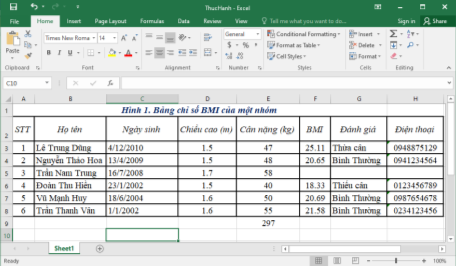 ThucHanh - Excel
File Home Insert Page Layout Formulas Data Review View Tell me what you want to do... Sign in Share
Paste Times New Roma 14 General Conditional Formatting Insert
B I U $ % Format as Table Delete
Cell Styles Format
Clipboard Font Alignment Number Styles Cells Editing
C10 fx
A B C D E F G H
1 Hình 1. Bảng chỉ số BMI của một nhóm
2 STT Họ tên Ngày sinh Chiều cao (m) Cân nặng (kg) BMI Đánh giá Điện thoại
3 1 Lê Trung Dũng 4/12/2010 1.5 47 25.11 Thừa cân 0948875129
4 2 Nguyễn Thảo Hoa 13/4/2009 1.5 48 20.65 Bình Thường 0941234564
5 3 Trần Nam Trung 16/7/2008 1.7 58
6 4 Đoàn Thu Hiền 23/1/2002 1.5 40 18.33 Thiếu cân 0123456789
7 5 Vũ Mạnh Huy 18/6/2004 1.6 50 20.69 Bình Thường 0987654678
8 6 Trần Thanh Vân 1/1/2002 1.6 55 21.58 Bình Thường 0234123456
9 297
10
Sheet1
Ready 100%